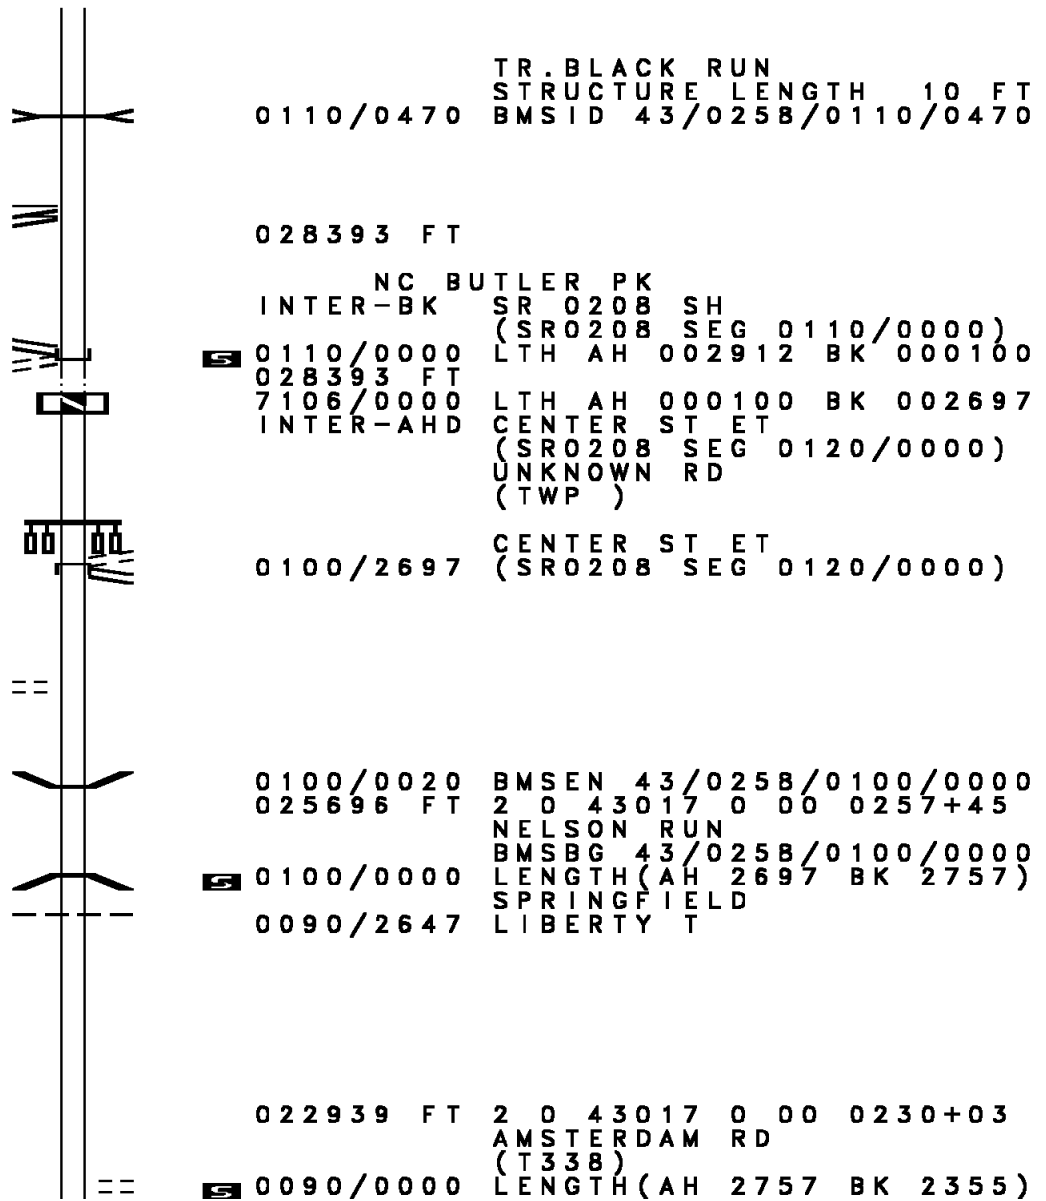 TR.BLACK RUN
STRUCTURE LENGTH 10 FT
0110/0470 BMSID 43/0258/0110/0470
028393 FT
NC BUTLER PK
INTER-BK SR 0208 SH
(SR0208 SEG 0110/0000)
S 0110/0000 LTH AH 002912 BK 000100
028393 FT
7106/0000 LTH AH 000100 BK 002697
INTER-AHD CENTER ST ET
(SR0208 SEG 0120/0000)
UNKNOWN RD
(TWP )
CENTER ST ET
0100/2697 (SR0208 SEG 0120/0000)
0100/0020 BMSEN 43/0258/0100/0000
025696 FT 2 0 43017 0 00 0257+45
NELSON RUN
BMSBG 43/0258/0100/0000
S 0100/0000 LENGTH(AH 2697 BK 2757)
SPRINGFIELD
0090/2647 LIBERTY T
022939 FT 2 0 43017 0 00 0230+03
AMSTERDAM RD
(T338)
S 0090/0000 LENGTH(AH 2757 BK 2355)